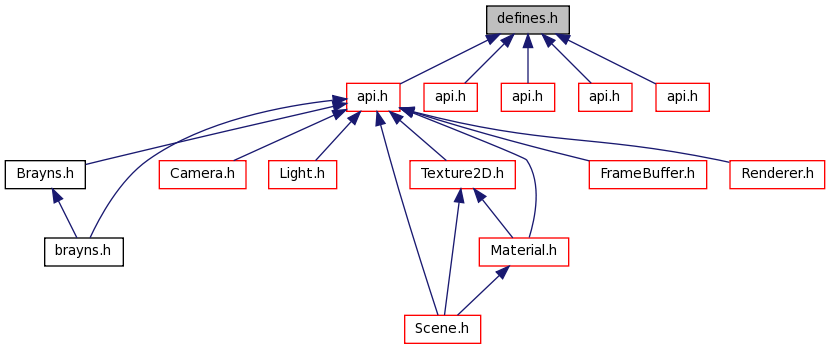 defines.h
api.h
api.h
api.h
api.h
api.h
Brayns.h
Camera.h
Light.h
Texture2D.h
FrameBuffer.h
Renderer.h
brayns.h
Material.h
Scene.h